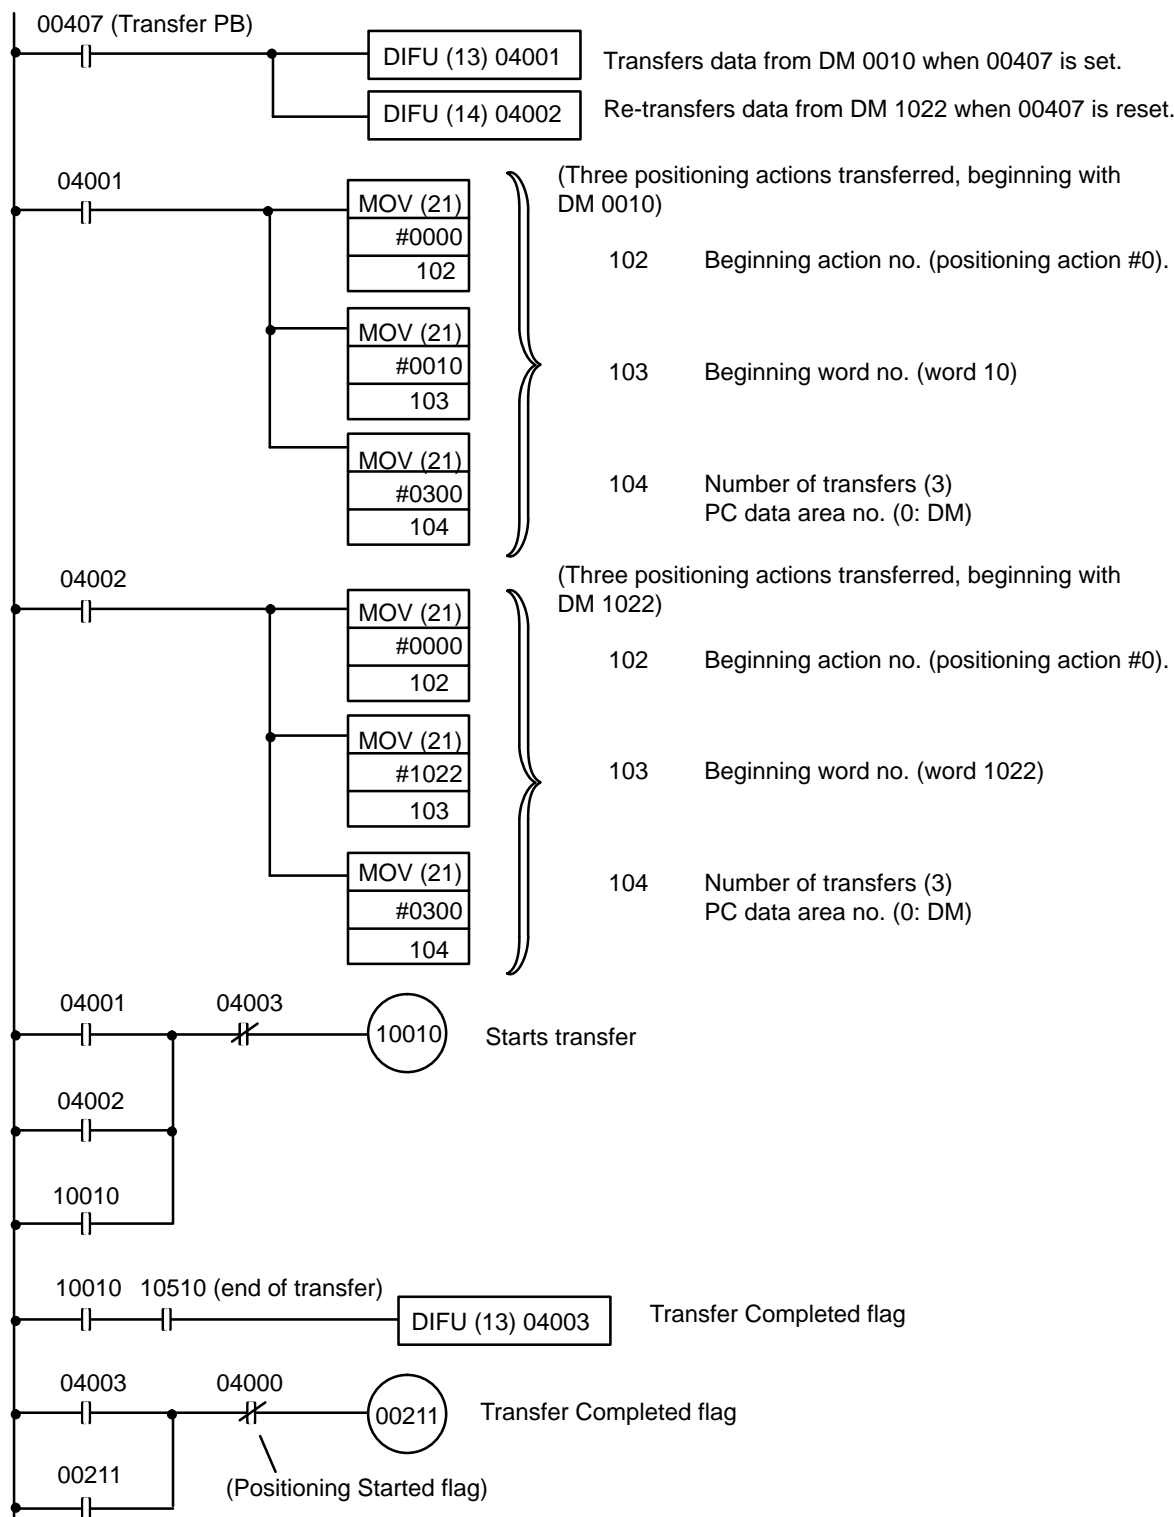 00407 (Transfer PB)
DIFU (13) 04001
Transfers data from DM 0010 when 00407 is set.
DIFU (14) 04002
Re-transfers data from DM 1022 when 00407 is reset.
04001
MOV (21)
#0000
102
(Three positioning actions transferred, beginning with
DM 0010)
102 Beginning action no. (positioning action #0).
MOV (21)
#0010
103
103 Beginning word no. (word 10)
MOV (21)
#0300
104
104 Number of transfers (3)
PC data area no. (0: DM)
04002
MOV (21)
#0000
102
(Three positioning actions transferred, beginning with
DM 1022)
102 Beginning action no. (positioning action #0).
MOV (21)
#1022
103
103 Beginning word no. (word 1022)
MOV (21)
#0300
104
104 Number of transfers (3)
PC data area no. (0: DM)
04001 04003
10010 Starts transfer
04002
10010
10010 10510 (end of transfer)
DIFU (13) 04003
Transfer Completed flag
04003 04000
00211 Transfer Completed flag
00211
(Positioning Started flag)